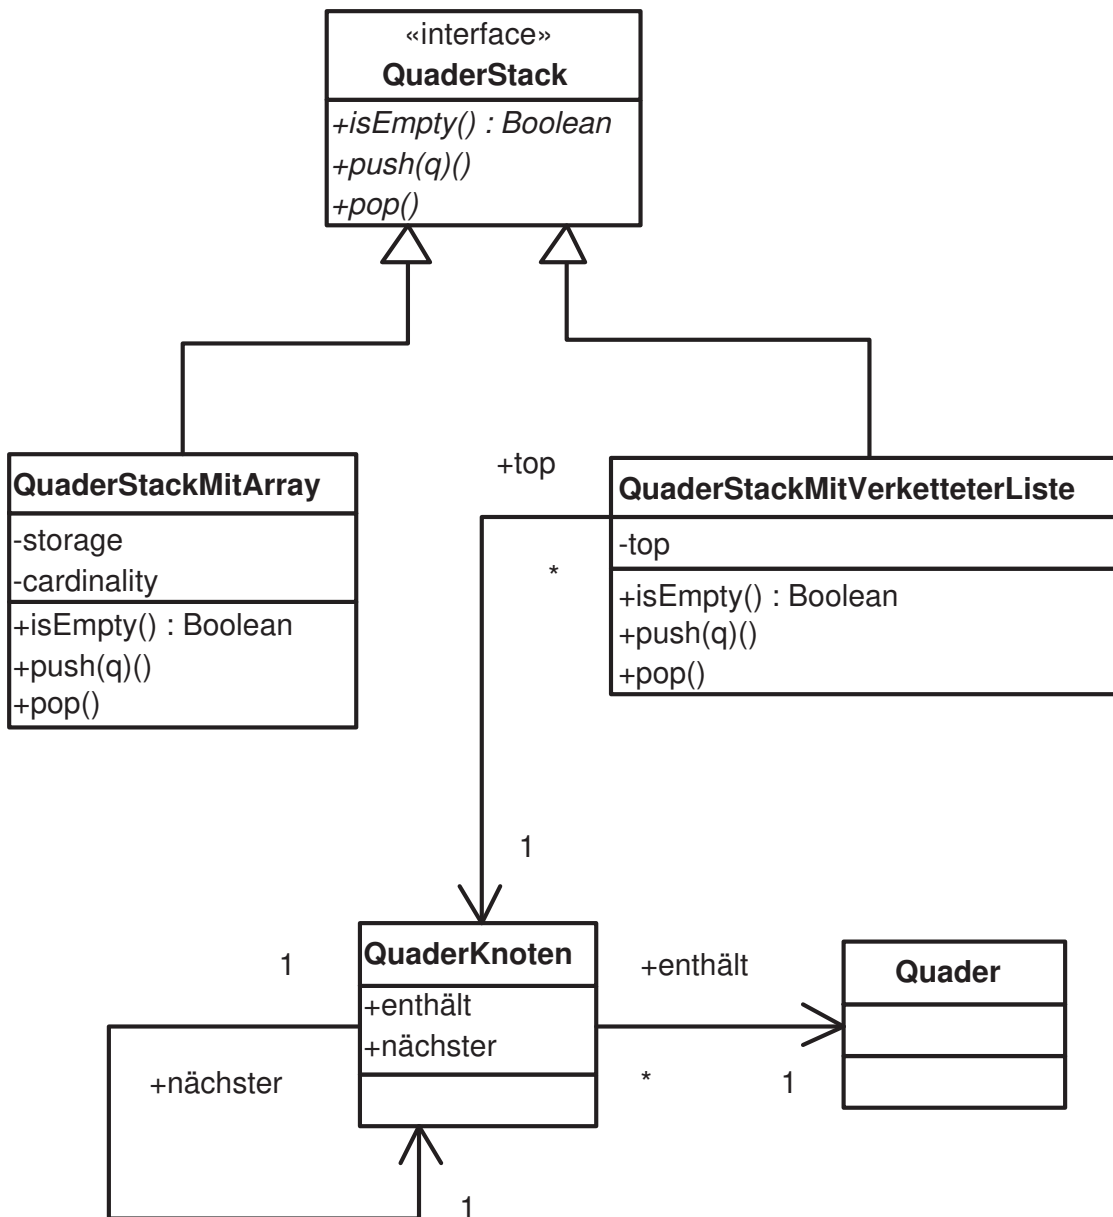 «interface»
QuaderStack
+isEmpty() : Boolean
+push(q)()
+pop()
QuaderStackMitArray
-storage
-cardinality
+isEmpty() : Boolean
+push(q)()
+pop()
+top
QuaderStackMitVerketteterListe
-top
+isEmpty() : Boolean
+push(q)()
+pop()
*
1
QuaderKnoten
+enthält
+nächster
1
+nächster
1
+enthält
*
1
Quader